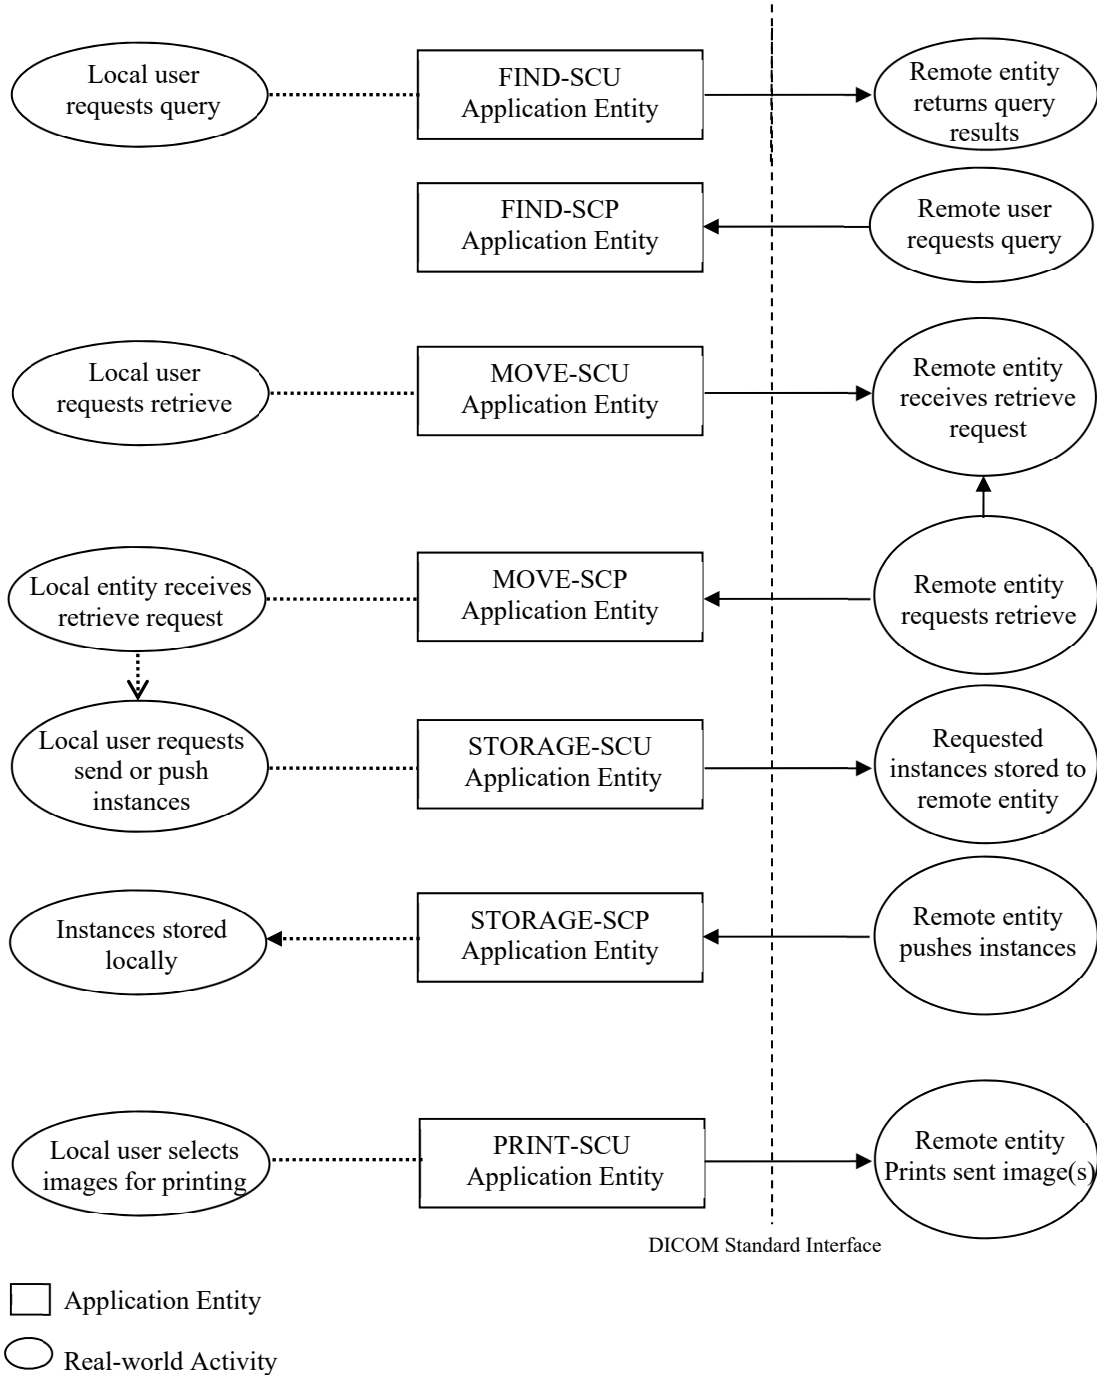 Local user
requests query
FIND-SCU
Application Entity
Remote entity
returns query
results
FIND-SCP
Application Entity
Remote user
requests query
Local user
requests retrieve
MOVE-SCU
Application Entity
Remote entity
receives retrieve
request
Local entity receives
retrieve request
MOVE-SCP
Application Entity
Remote entity
requests retrieve
Local user requests
send or push
instances
STORAGE-SCU
Application Entity
Requested
instances stored to
remote entity
Instances stored
locally
STORAGE-SCP
Application Entity
Remote entity
pushes instances
Local user selects
images for printing
PRINT-SCU
Application Entity
Remote entity
Prints sent image(s)
DICOM Standard Interface
Application Entity
Real-world Activity